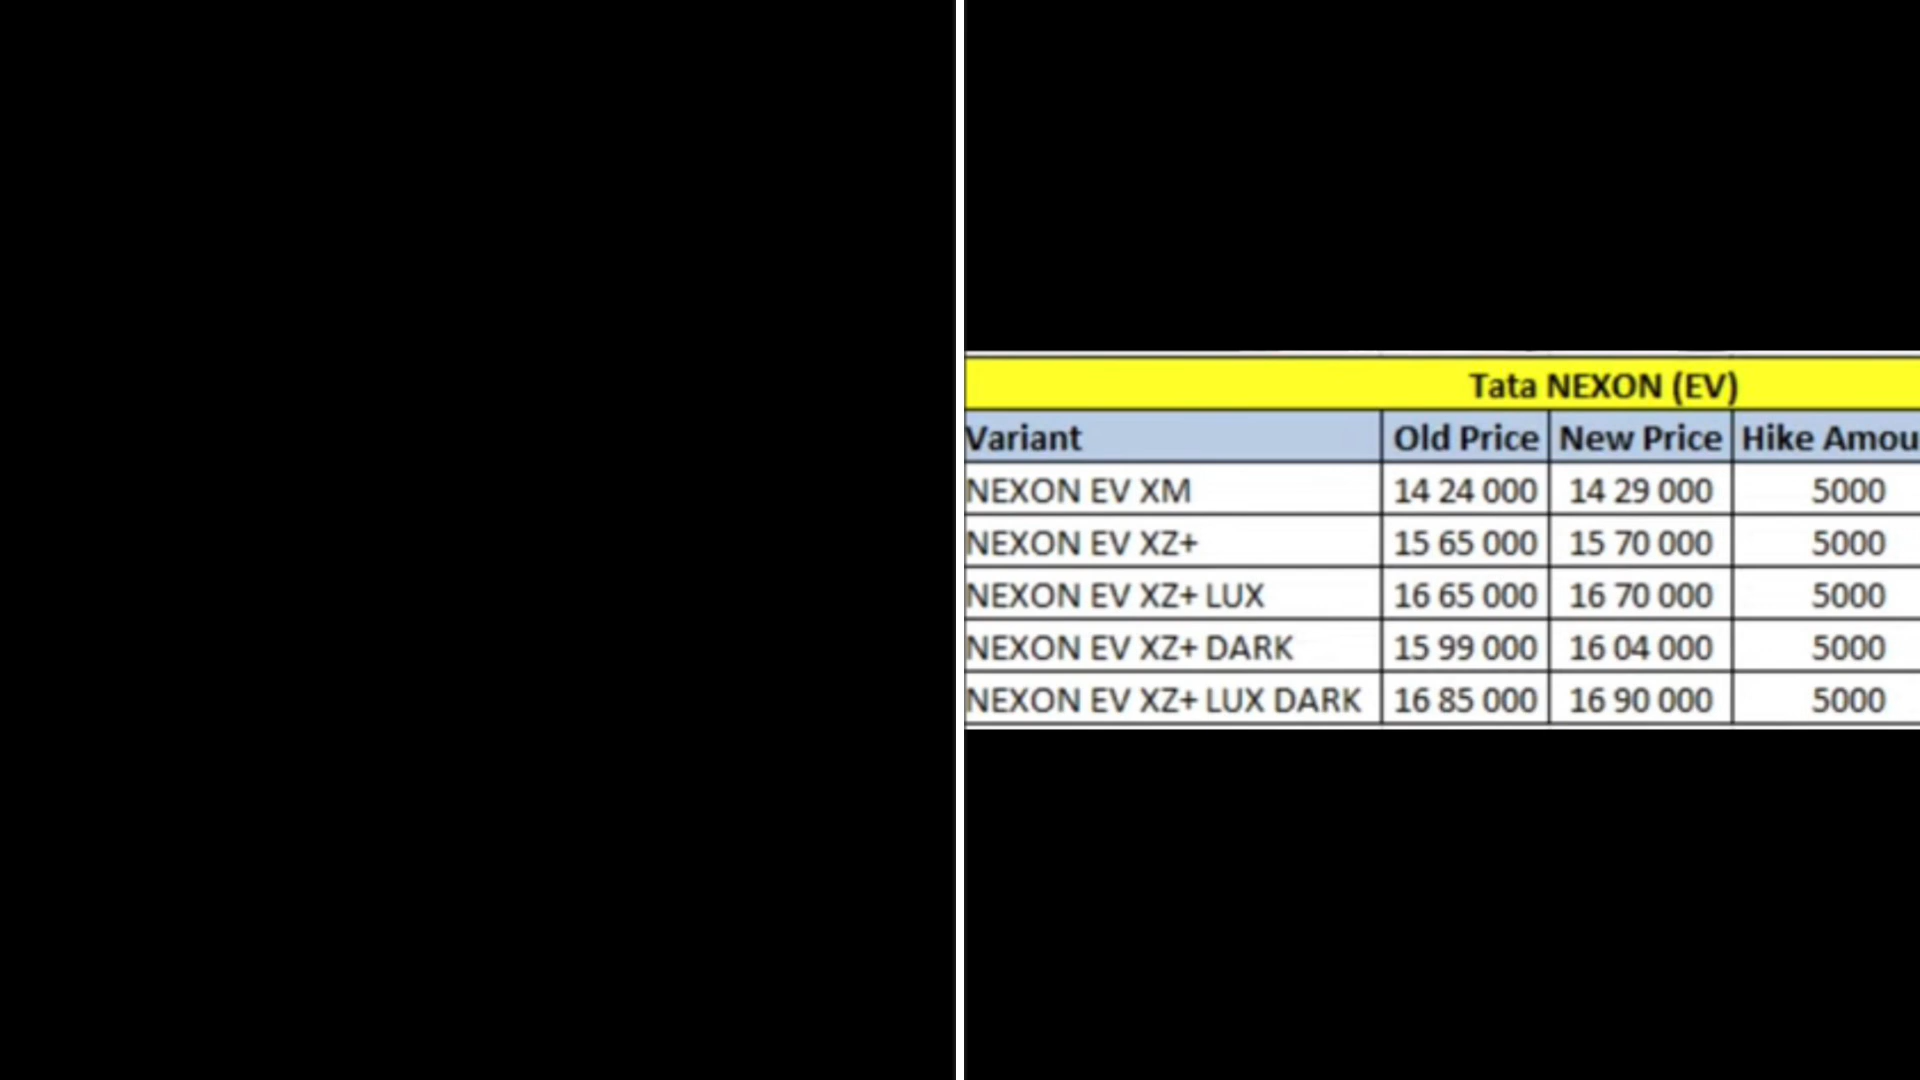 Tata NEXON (EV)
Variant Old Price New Price Hike Amou
NEXON EV XM 14 24 000 14 29 000 5000
NEXON EV XZ+ 15 65 000 15 70 000 5000
NEXON EV XZ+ LUX 16 65 000 16 70 000 5000
NEXON EV XZ+ DARK 15 99 000 16 04 000 5000
NEXON EV XZ+ LUX DARK 16 85 000 16 90 000 5000